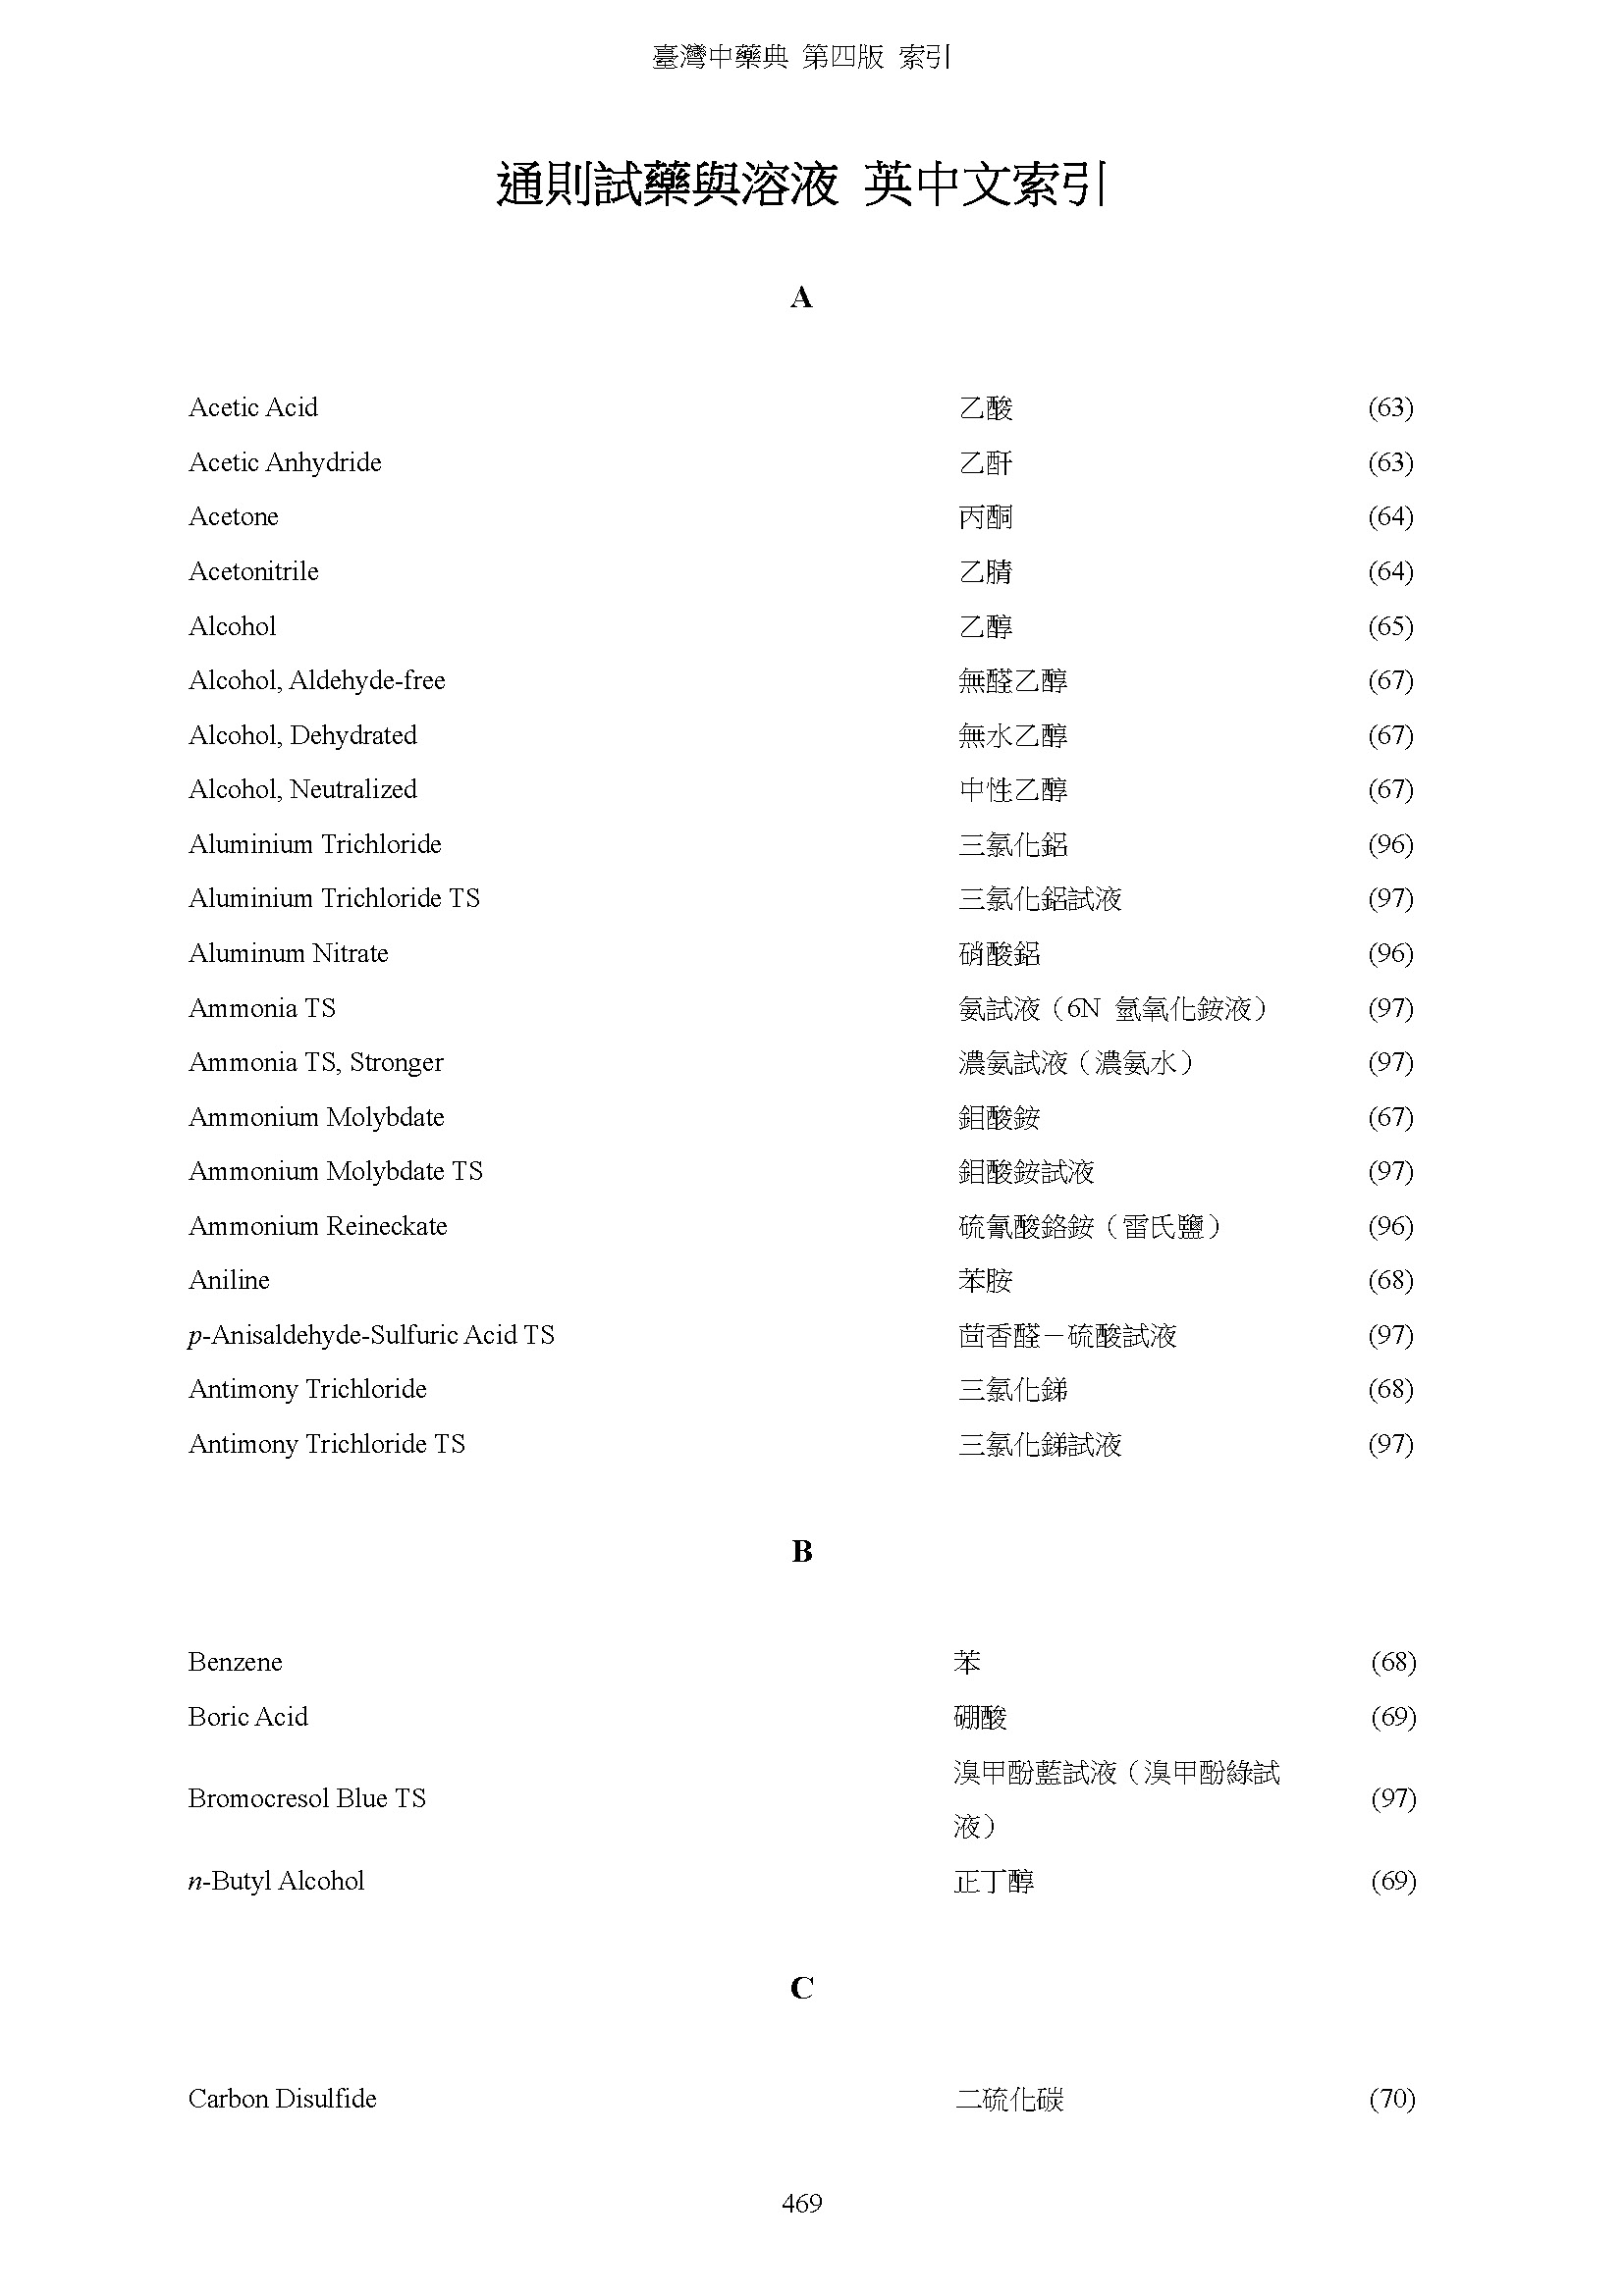 臺灣中藥典 第四版 索引
通則試藥與溶液 英中文索引
A
Acetic Acid 乙酸 (63)
Acetic Anhydride 乙酐 (63)
Acetone 丙酮 (64)
Acetonitrile 乙腈 (64)
Alcohol 乙醇 (65)
Alcohol, Aldehyde-free 無醛乙醇 (67)
Alcohol, Dehydrated 無水乙醇 (67)
Alcohol, Neutralized 中性乙醇 (67)
Aluminium Trichloride 三氯化鋁 (96)
Aluminium Trichloride TS 三氯化鋁試液 (97)
Aluminum Nitrate 硝酸鋁 (96)
Ammonia TS 氨試液（6N 氫氧化銨液） (97)
Ammonia TS, Stronger 濃氨試液（濃氨水） (97)
Ammonium Molybdate 鉬酸銨 (67)
Ammonium Molybdate TS 鉬酸銨試液 (97)
Ammonium Reineckate 硫氰酸鉻銨（雷氏鹽） (96)
Aniline 苯胺 (68)
p-Anisaldehyde-Sulfuric Acid TS 茴香醛－硫酸試液 (97)
Antimony Trichloride 三氯化銻 (68)
Antimony Trichloride TS 三氯化銻試液 (97)
B
Benzene 苯 (68)
Boric Acid 硼酸 (69)
Bromocresol Blue TS 溴甲酚藍試液（溴甲酚綠試 (97)
液）
n-Butyl Alcohol 正丁醇 (69)
C
Carbon Disulfide 二硫化碳 (70)
469